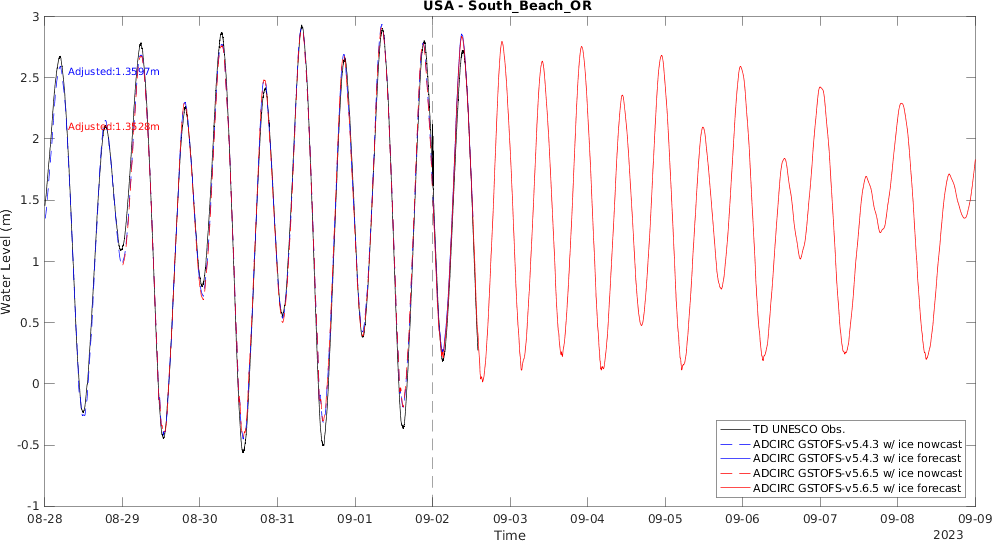 USA - South_Beach_OR
3
2.5
2
1.5
1
0.5
0
-0.5
-1
Water Level (m)
Adjusted:1.3597m
Adjusted:1.3528m
TD UNESCO Obs.
ADCIRC GSTOFS-v5.4.3 w/ ice nowcast
ADCIRC GSTOFS-v5.4.3 w/ ice forecast
ADCIRC GSTOFS-v5.6.5 w/ ice nowcast
ADCIRC GSTOFS-v5.6.5 w/ ice forecast
08-28 08-29 08-30 08-31 09-01 09-02 09-03 09-04 09-05 09-06 09-07 09-08 09-09
Time
2023